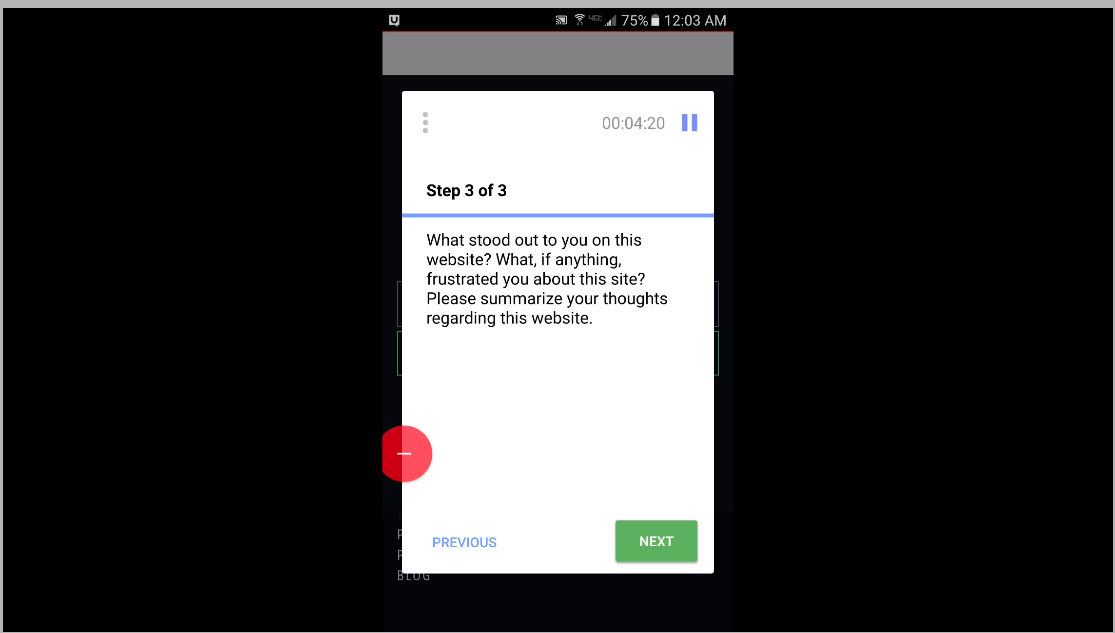 75% 12:03 AM
00:04:20
Step 3 of 3
What stood out to you on this
website? What, if anything,
frustrated you about this site?
Please summarize your thoughts
regarding this website.
PREVIOUS
NEXT
BLOG